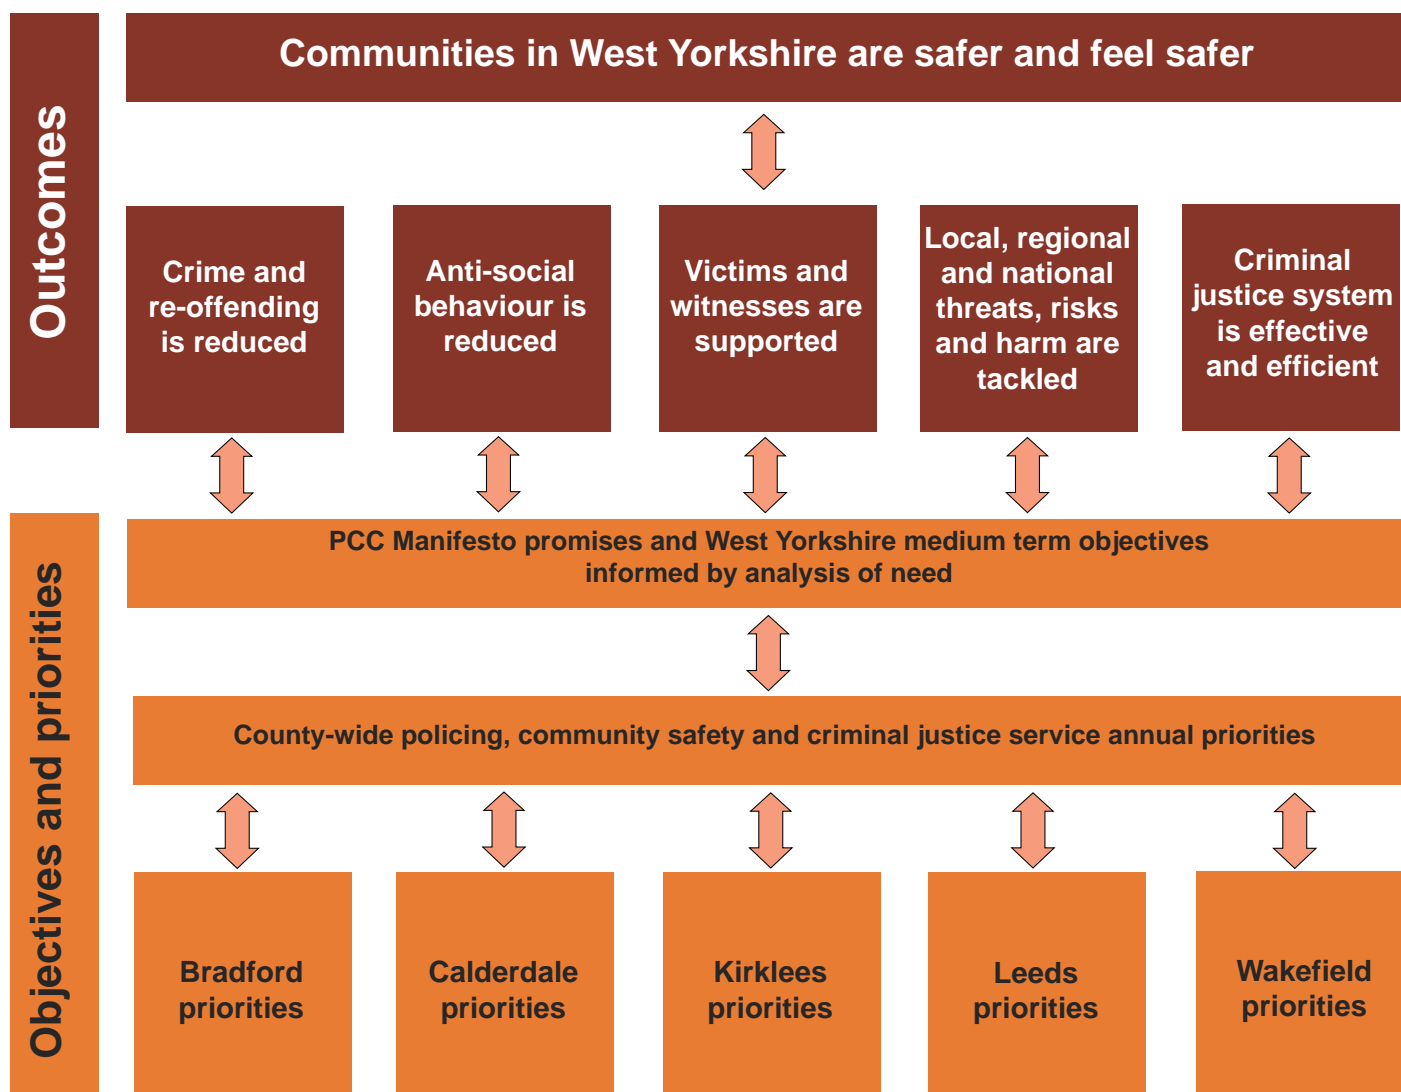 Outcomes
Communities in West Yorkshire are safer and feel safer
Crime and
re-offending
is reduced
Anti-social
behaviour is
reduced
Victims and
witnesses are
supported
Local, regional
and national
threats, risks
and harm are
tackled
Criminal
justice system
is effective
and efficient
Objectives and priorities
PCC Manifesto promises and West Yorkshire medium term objectives
informed by analysis of need
County-wide policing, community safety and criminal justice service annual priorities
Bradford
priorities
Calderdale
priorities
Kirklees
priorities
Leeds
priorities
Wakefield
priorities